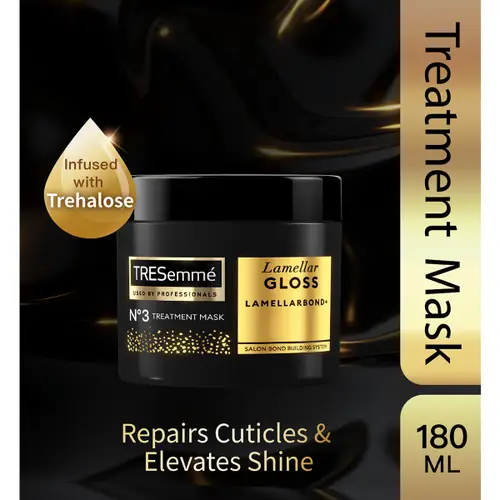 Treatment Mask
Infused
with
Trehalose
TRESemmé
USED BY PROFESSIONALS
Nº3 TREATMENT MASK
Lamellar
GLOSS
LAMELLARBOND+
SALON BOND BUILDING SYSTEM
Repairs Cuticles &
Elevates Shine
180
ML